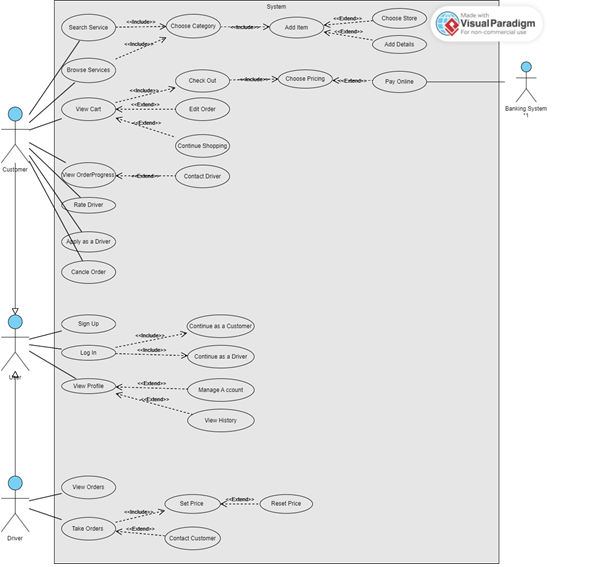 System
Made with
Visual Paradigm
For non-commercial use
Search Service
<<Include>>
Choose Category
<<Include>>
Add Item
<<Extend>>
Choose Store
<<Extend>>
Add Details
Browse Services
<<Include>>
View Cart
<<Include>>
Check Out
<<Include>>
Choose Pricing
<<Extend>>
Pay Online
Banking System
*1
<<Extend>>
Edit Order
<<Extend>>
Continue Shopping
Customer
View OrderProgress
<<Extend>>
Contact Driver
Rate Driver
Apply as a Driver
Cancle Order
User
Sign Up
Log In
<<Include>>
Continue as a Customer
<<Include>>
Continue as a Driver
View Profile
<<Extend>>
Manage A ccount
<<Extend>>
View History
Driver
View Orders
Take Orders
<<Include>>
Set Price
<<Extend>>
Reset Price
<<Extend>>
Contact Customer